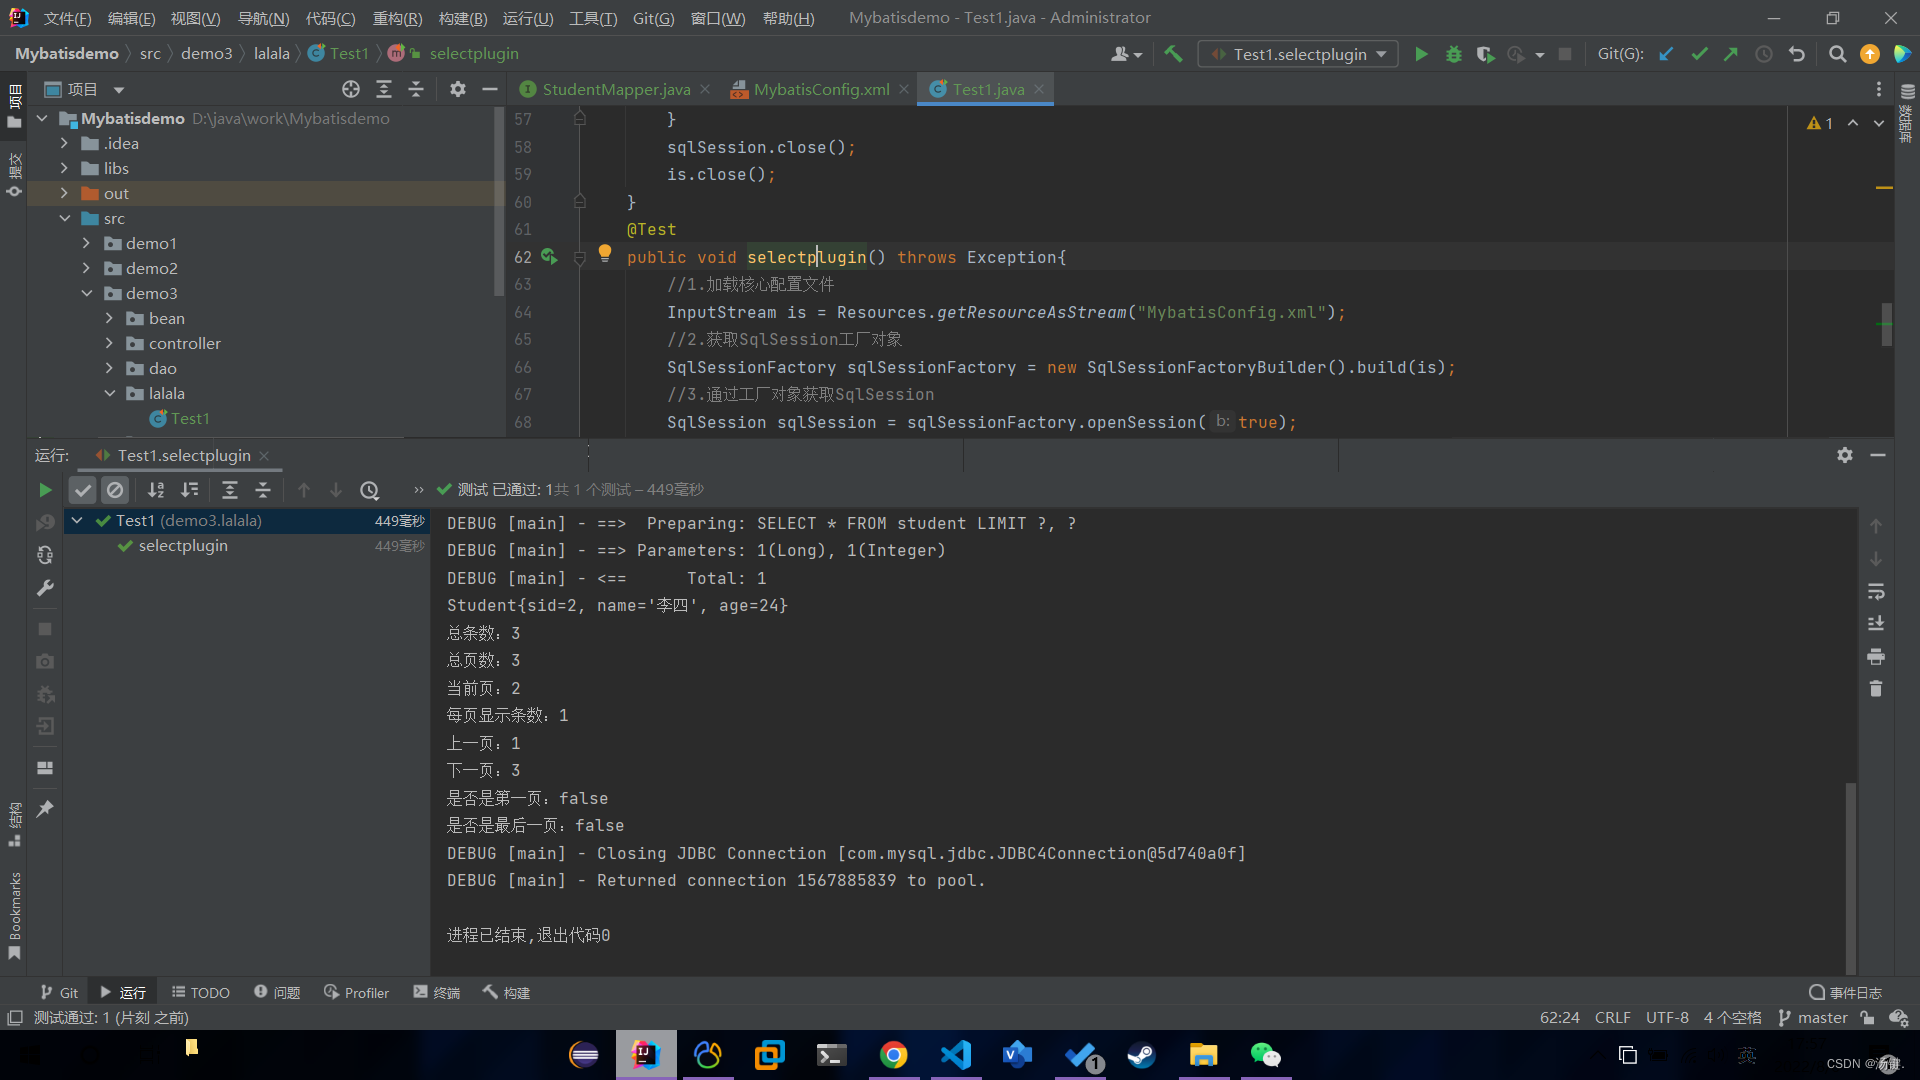 文件(F) 编辑(E) 视图(V) 导航(N) 代码(C) 重构(R) 构建(B) 运行(U) 工具(T) Git(G) 窗口(W) 帮助(H) Mybatisdemo - Test1.java - Administrator
Mybatisdemo src demo3 lalala Test1 selectplugin Test1.selectplugin Git(G):
项目 StudentMapper.java MybatisConfig.xml Test1.java
项目
提交
结构
Bookmarks
数据库
Mybatisdemo D:\java\work\Mybatisdemo
.idea
libs
out
src
demo1
demo2
demo3
bean
controller
dao
lalala
Test1
1
57 }
58 sqlSession.close();
59 is.close();
60 }
61 @Test
62 public void selectplugin() throws Exception{
63 //1.加载核心配置文件
64 InputStream is = Resources.getResourceAsStream("MybatisConfig.xml");
65 //2.获取SqlSession工厂对象
66 SqlSessionFactory sqlSessionFactory = new SqlSessionFactoryBuilder().build(is);
67 //3.通过工厂对象获取SqlSession
68 SqlSession sqlSession = sqlSessionFactory.openSession( b: true);
运行: Test1.selectplugin
» 测试 已通过: 1共 1 个测试 – 449毫秒
Test1 (demo3.lalala) 449毫秒
selectplugin 449毫秒
DEBUG [main] - ==>  Preparing: SELECT * FROM student LIMIT ?, ?
DEBUG [main] - ==> Parameters: 1(Long), 1(Integer)
DEBUG [main] - <==      Total: 1
Student{sid=2, name='李四', age=24}
总条数：3
总页数：3
当前页：2
每页显示条数：1
上一页：1
下一页：3
是否是第一页：false
是否是最后一页：false
DEBUG [main] - Closing JDBC Connection [com.mysql.jdbc.JDBC4Connection@5d740a0f]
DEBUG [main] - Returned connection 1567885839 to pool.
进程已结束,退出代码0
Git 运行 TODO 问题 Profiler 终端 构建 事件日志
测试通过: 1 (片刻 之前) 62:24 CRLF UTF-8 4 个空格 master
1 英
CSDN @汤键.